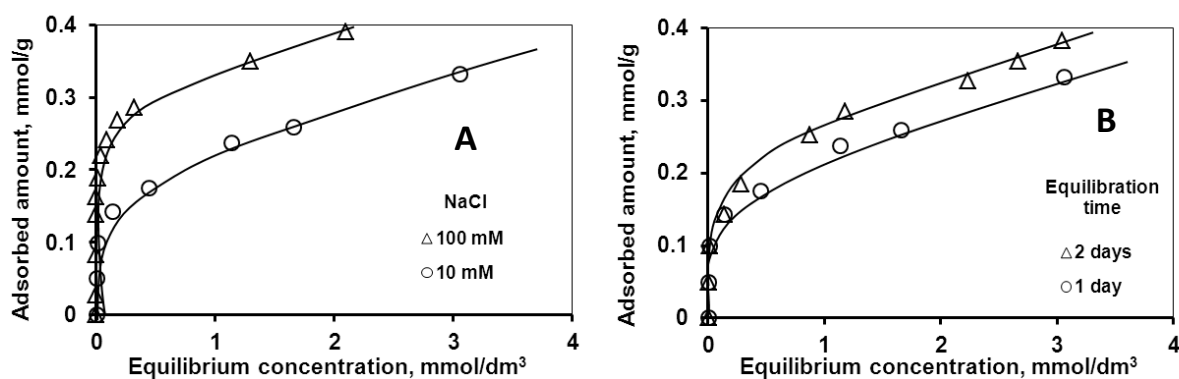 0.4
0.3
0.2
0.1
0
Adsorbed amount, mmol/g
A
NaCl
△ 100 mM
○ 10 mM
0 1 2 3 4
Equilibrium concentration, mmol/dm³
0.4
0.3
0.2
0.1
0
Adsorbed amount, mmol/g
B
Equilibration
time
△ 2 days
○ 1 day
0 1 2 3 4
Equilibrium concentration, mmol/dm³